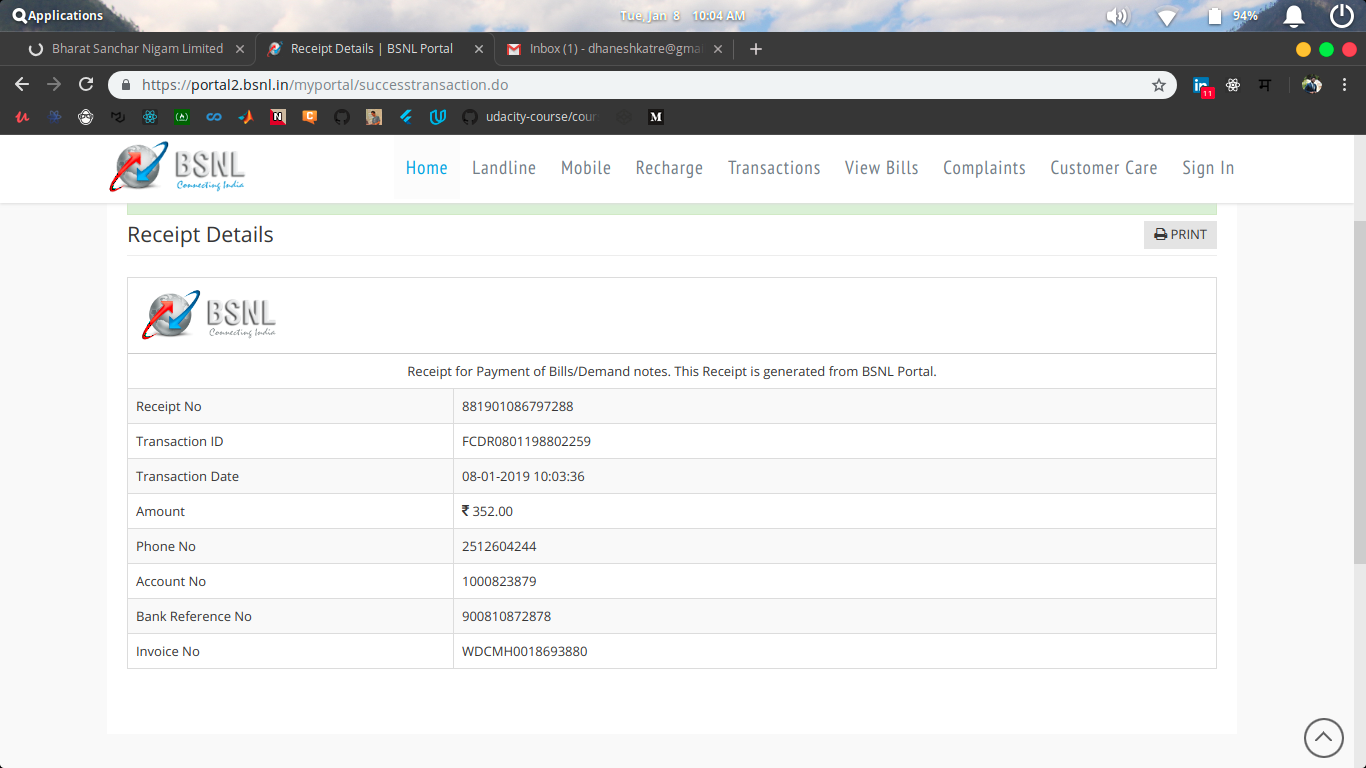 Applications
Tue, Jan 8 10:04 AM
94%
Bharat Sanchar Nigam Limited
Receipt Details | BSNL Portal
Inbox (1) - dhaneshkatre@gma
https://portal2.bsnl.in/myportal/successtransaction.do
11
म
udacity-course/cour
BSNL
Connecting India
Home
Landline
Mobile
Recharge
Transactions
View Bills
Complaints
Customer Care
Sign In
Receipt Details
PRINT
BSNL
Connecting India
Receipt for Payment of Bills/Demand notes. This Receipt is generated from BSNL Portal.
Receipt No 881901086797288
Transaction ID FCDR0801198802259
Transaction Date 08-01-2019 10:03:36
Amount ₹ 352.00
Phone No 2512604244
Account No 1000823879
Bank Reference No 900810872878
Invoice No WDCMH0018693880